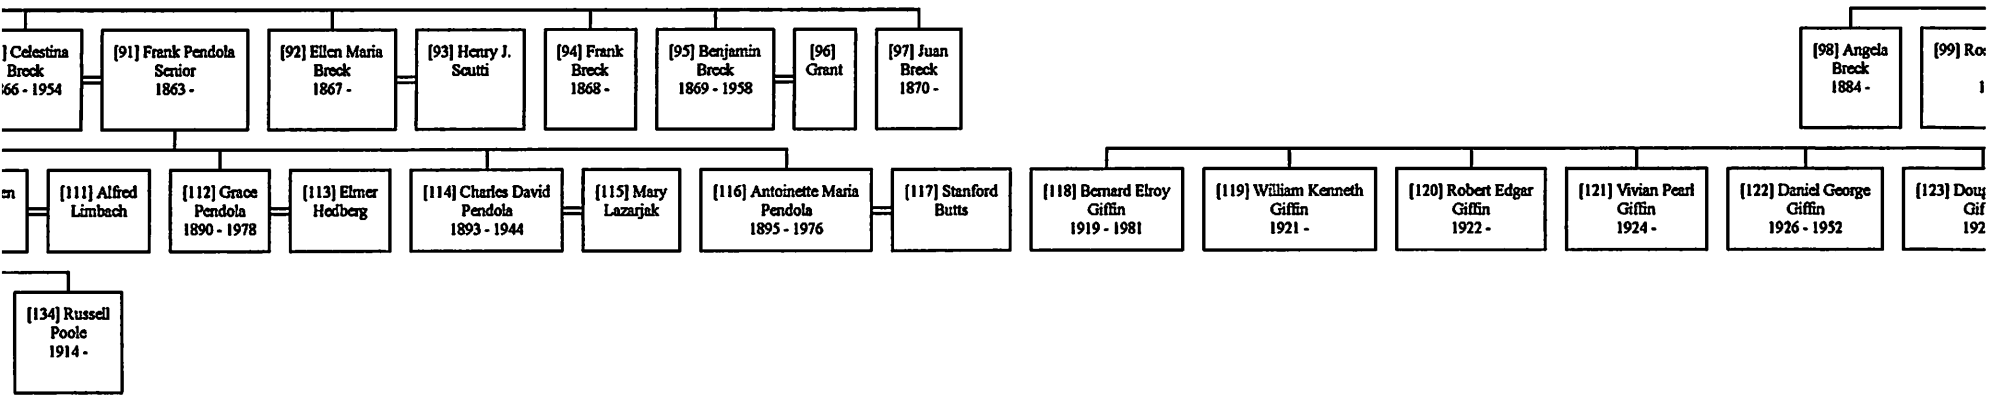 ] Celestina
Breck
66 - 1954
[91] Frank Pendola
Senior
1863 -
[92] Ellen Maria
Breck
1867 -
[93] Henry J.
Scutti
[94] Frank
Breck
1868 -
[95] Benjamin
Breck
1869 - 1958
[96]
Grant
[97] Juan
Breck
1870 -
[98] Angela
Breck
1884 -
[99]
[111] Alfred
Limbach
[112] Grace
Pendola
1890 - 1978
[113] Elmer
Hedberg
[114] Charles David
Pendola
1893 - 1944
[115] Mary
Lazarjak
[116] Antoinette Maria
Pendola
1895 - 1976
[117] Stanford
Butts
[118] Bernard Elroy
Giffin
1919 - 1981
[119] William Kenneth
Giffin
1921 -
[120] Robert Edgar
Giffin
1922 -
[121] Vivian Pearl
Giffin
1924 -
[122] Daniel George
Giffin
1926 - 1952
[123] Doug
Gif
192
[134] Russell
Poole
1914 -